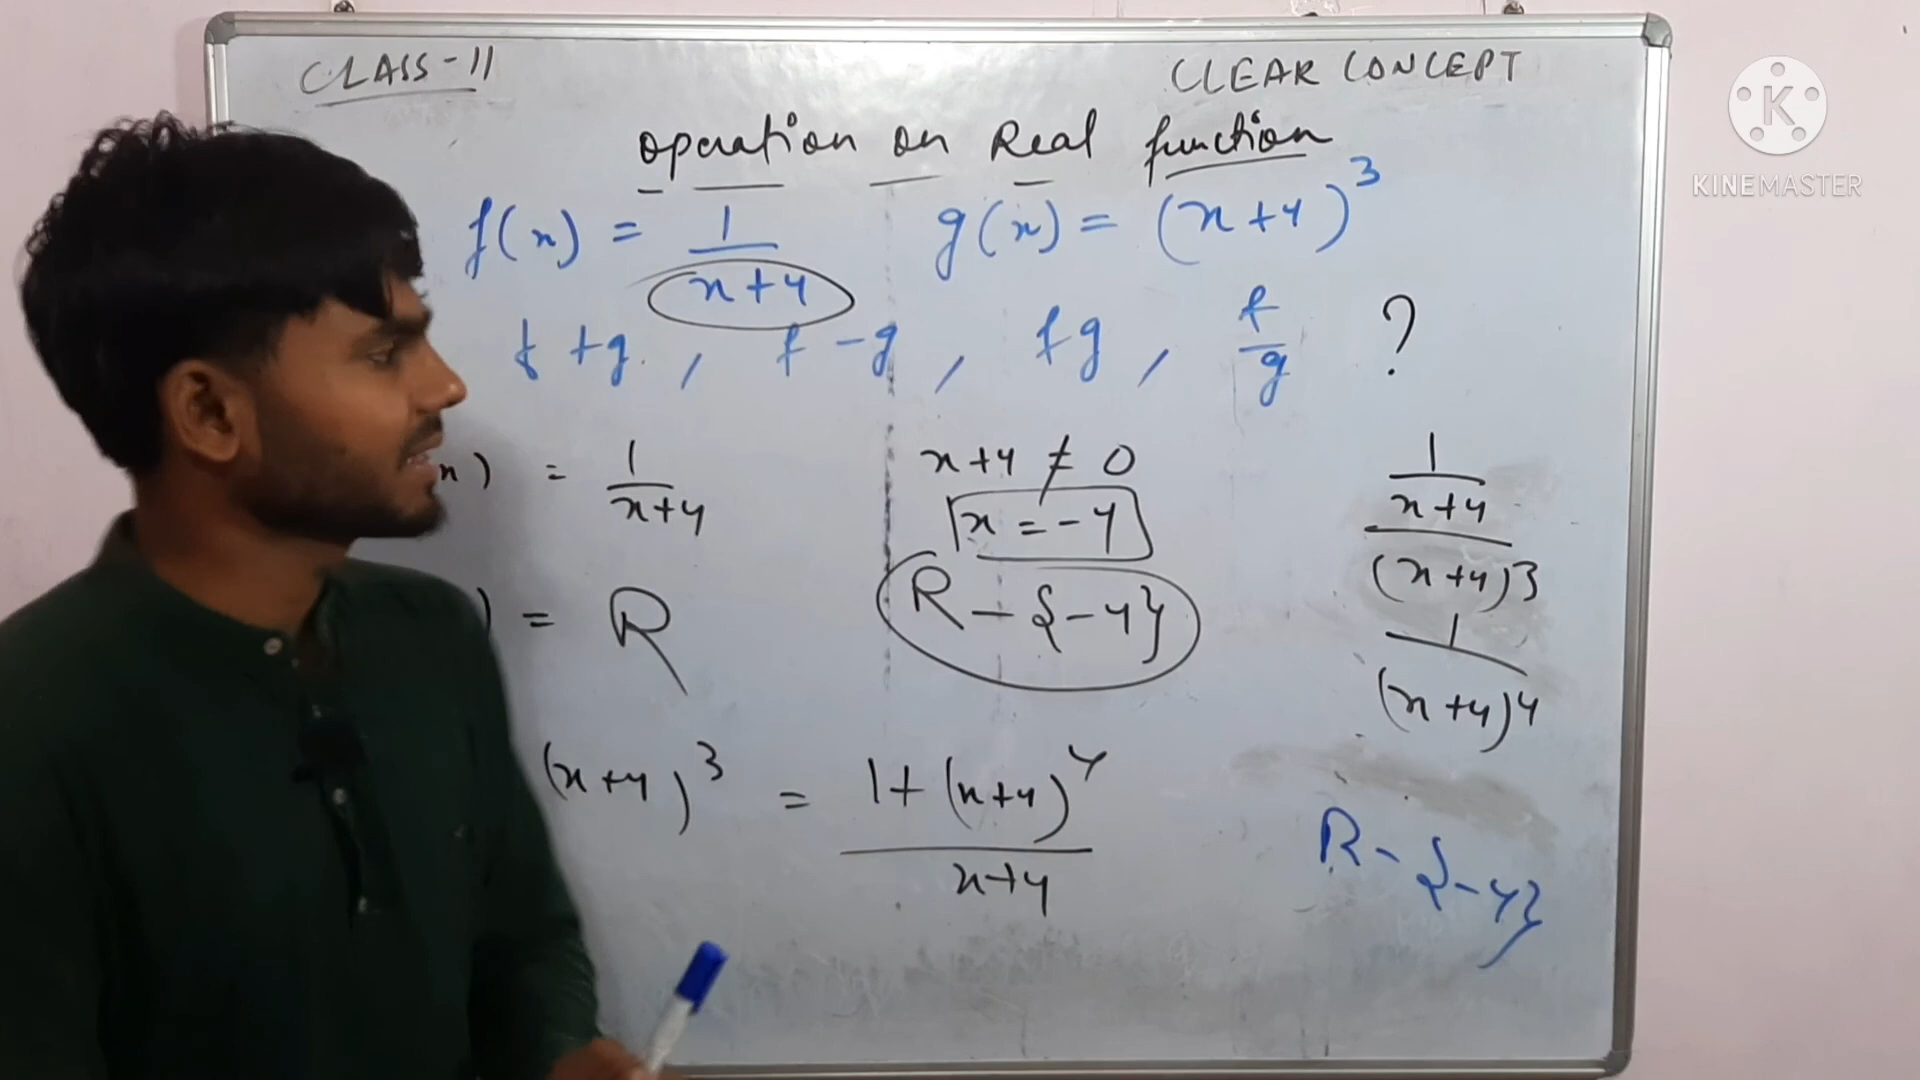 CLASS-11
CLEAR CONCEPT
KINEMASTER
operation on Real function
f(x) = 1/(x+4)
g(x) = (x+4)^3
f+g, f-g, fg, f/g ?
x) = 1/(x+4)
x+4 ≠ 0
x = -4
R - {-4}
) = R
(1/(x+4))/(x+4)^3
1/(x+4)^4
(x+4)^3 = (1+(x+4)^4)/(x+4)
R - {-4}